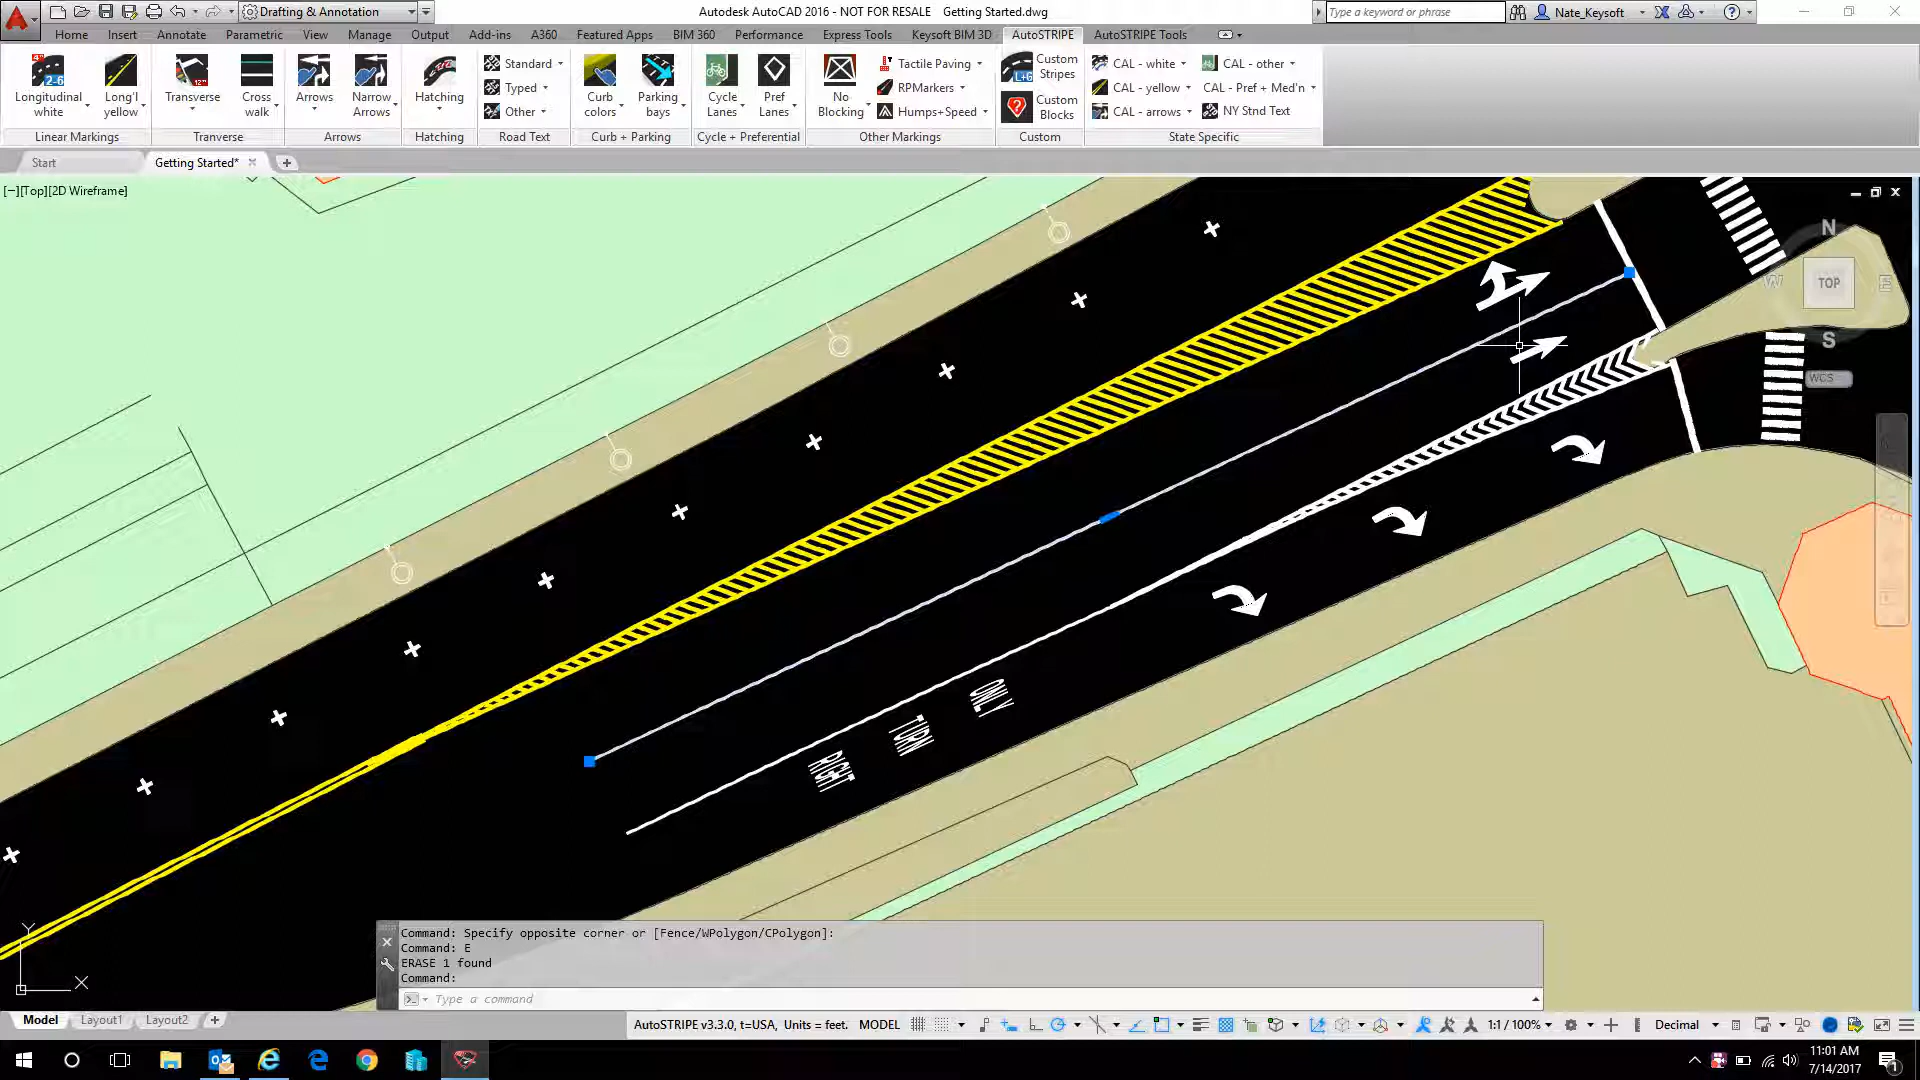 Drafting & Annotation
Autodesk AutoCAD 2016 - NOT FOR RESALE Getting Started.dwg
Type a keyword or phrase
Nate_Keysoft
Home Insert Annotate Parametric View Manage Output Add-ins A360 Featured Apps BIM 360 Performance Express Tools Keysoft BIM 3D AutoSTRIPE AutoSTRIPE Tools
Longitudinal white
Long'l yellow
Transverse
Cross walk
Arrows
Narrow Arrows
Hatching
Standard
Typed
Other
Curb colors
Parking bays
Cycle Lanes
Pref Lanes
No Blocking
Tactile Paving
RPMarkers
Humps+Speed
Custom Stripes
Custom Blocks
CAL - white
CAL - yellow
CAL - arrows
CAL - other
CAL - Pref + Med'n
NY Stnd Text
Linear Markings Tranverse Arrows Hatching Road Text Curb + Parking Cycle + Preferential Other Markings Custom State Specific
Start Getting Started*
[−][Top][2D Wireframe]
N
W TOP E
S
WCS
ONLY
TURN
RIGHT
Y
X
Command: Specify opposite corner or [Fence/WPolygon/CPolygon]:
Command: E
ERASE 1 found
Command:
Type a command
Model Layout1 Layout2
AutoSTRIPE v3.3.0, t=USA, Units = feet. MODEL 1:1 / 100% Decimal
11:01 AM
7/14/2017